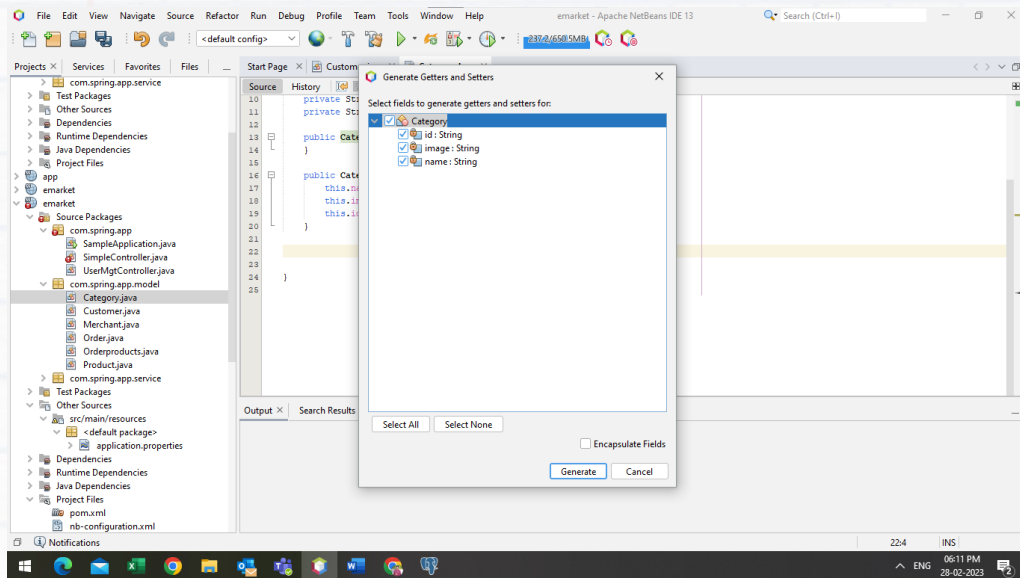 File Edit View Navigate Source Refactor Run Debug Profile Team Tools Window Help emarket - Apache NetBeans IDE 13 Search (Ctrl+I)
<default config> 237.2/650.5MB
Projects Services Favorites Files Start Page
com.spring.app.service
Test Packages
Other Sources
Dependencies
Runtime Dependencies
Java Dependencies
Project Files
app
emarket
emarket
Source Packages
com.spring.app
SampleApplication.java
SimpleController.java
UserMgtController.java
com.spring.app.model
Category.java
Customer.java
Merchant.java
Order.java
Orderproducts.java
Product.java
com.spring.app.service
Test Packages
Other Sources
src/main/resources
<default package>
application.properties
Dependencies
Runtime Dependencies
Java Dependencies
Project Files
pom.xml
nb-configuration.xml
Source History
10 private
11 private
12
13 public
14 }
15
16 public
17 this.
18 this.
19 this.
20 }
21
22
23
24 }
25
Generate Getters and Setters
Select fields to generate getters and setters for:
Category
id : String
image : String
name : String
Select All Select None
Encapsulate Fields
Generate Cancel
Output Search Results
Notifications 22:4 INS
ENG 06:11 PM
28-02-2023 2